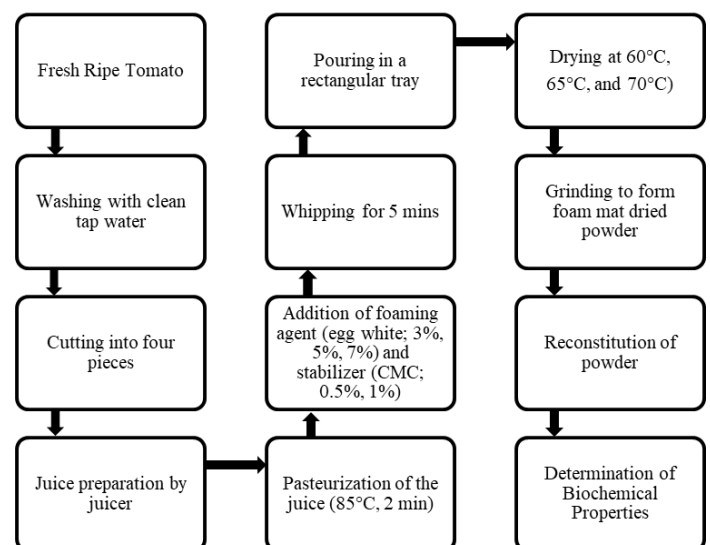 Fresh Ripe Tomato
Washing with clean
tap water
Cutting into four
pieces
Juice preparation by
juicer
Pasteurization of the
juice (85°C, 2 min)
Addition of foaming
agent (egg white; 3%,
5%, 7%) and
stabilizer (CMC;
0.5%, 1%)
Whipping for 5 mins
Pouring in a
rectangular tray
Drying at 60°C,
65°C, and 70°C)
Grinding to form
foam mat dried
powder
Reconstitution of
powder
Determination of
Biochemical
Properties